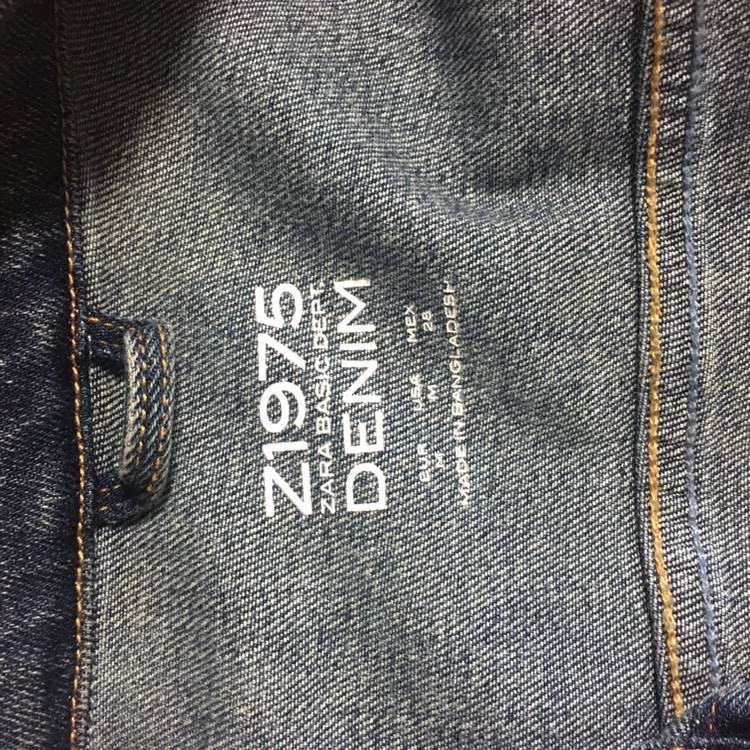 Z1975
ZARA BASIC DEPT.
DENIM
EUR USA MEX
M M 28
MADE IN BANGLADESH